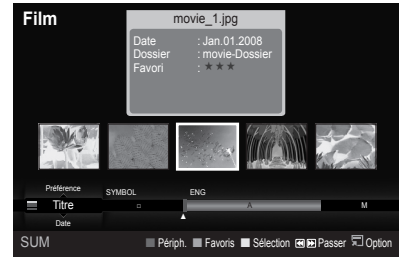 Film
movie_1.jpg
Date : Jan.01.2008
Dossier : movie-Dossier
Favori : ★★★
Préférence
SYMBOL ENG
Titre A M
Date
SUM Périph. Favoris Sélection Passer Option